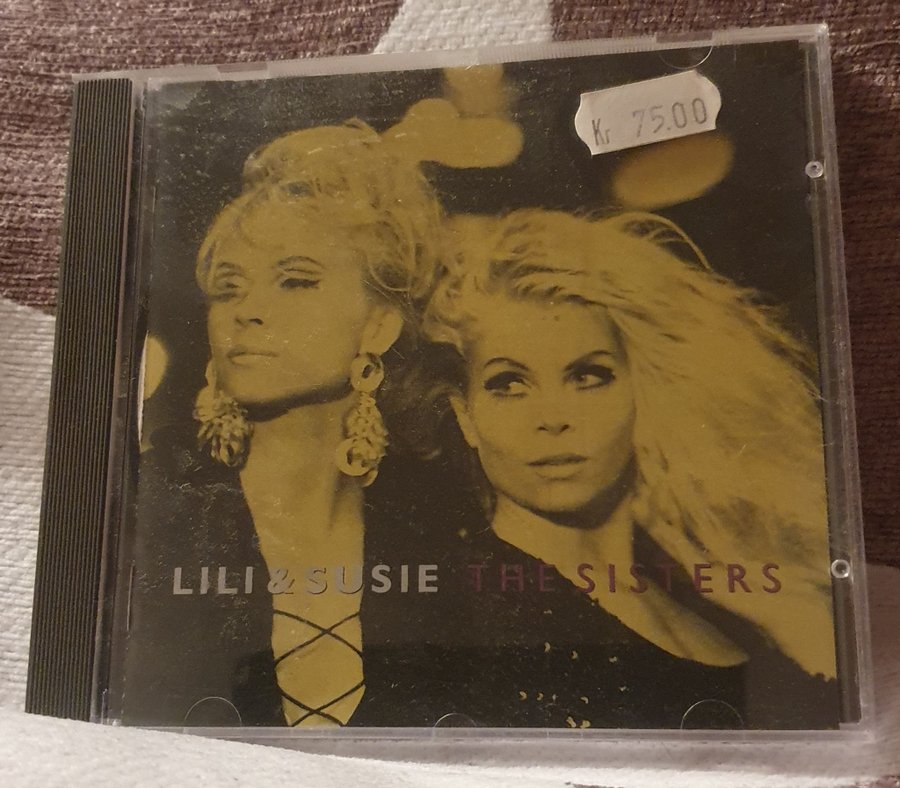 Kr 75.00
LILI & SUSIE THE SISTERS